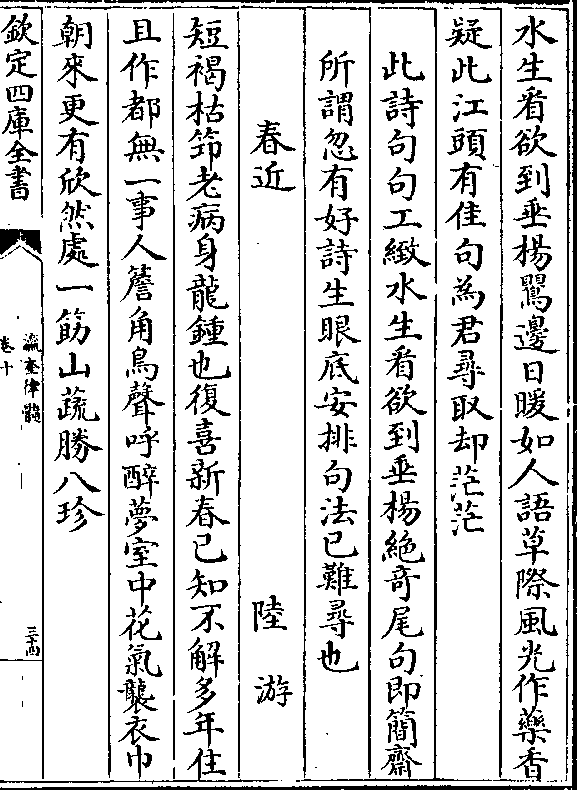 水生看欲到垂楊鸎邊日暖如人語草際風光作藥香
疑此江頭有佳句為君尋取却茫茫
此詩句句工緻水生看欲到垂楊絶竒尾句即簡齋
所謂忽有好詩生眼底安排句法已難尋也
春近　陸游
短褐枯笻老病身龍鍾也復喜新春已知不解多年住
且作都無一事人簷角鳥聲呼醉夢室中花氣襲衣巾
朝來更有欣然處一筯山蔬勝八珍
欽定四庫全書
瀛奎律髓
卷十
三十四